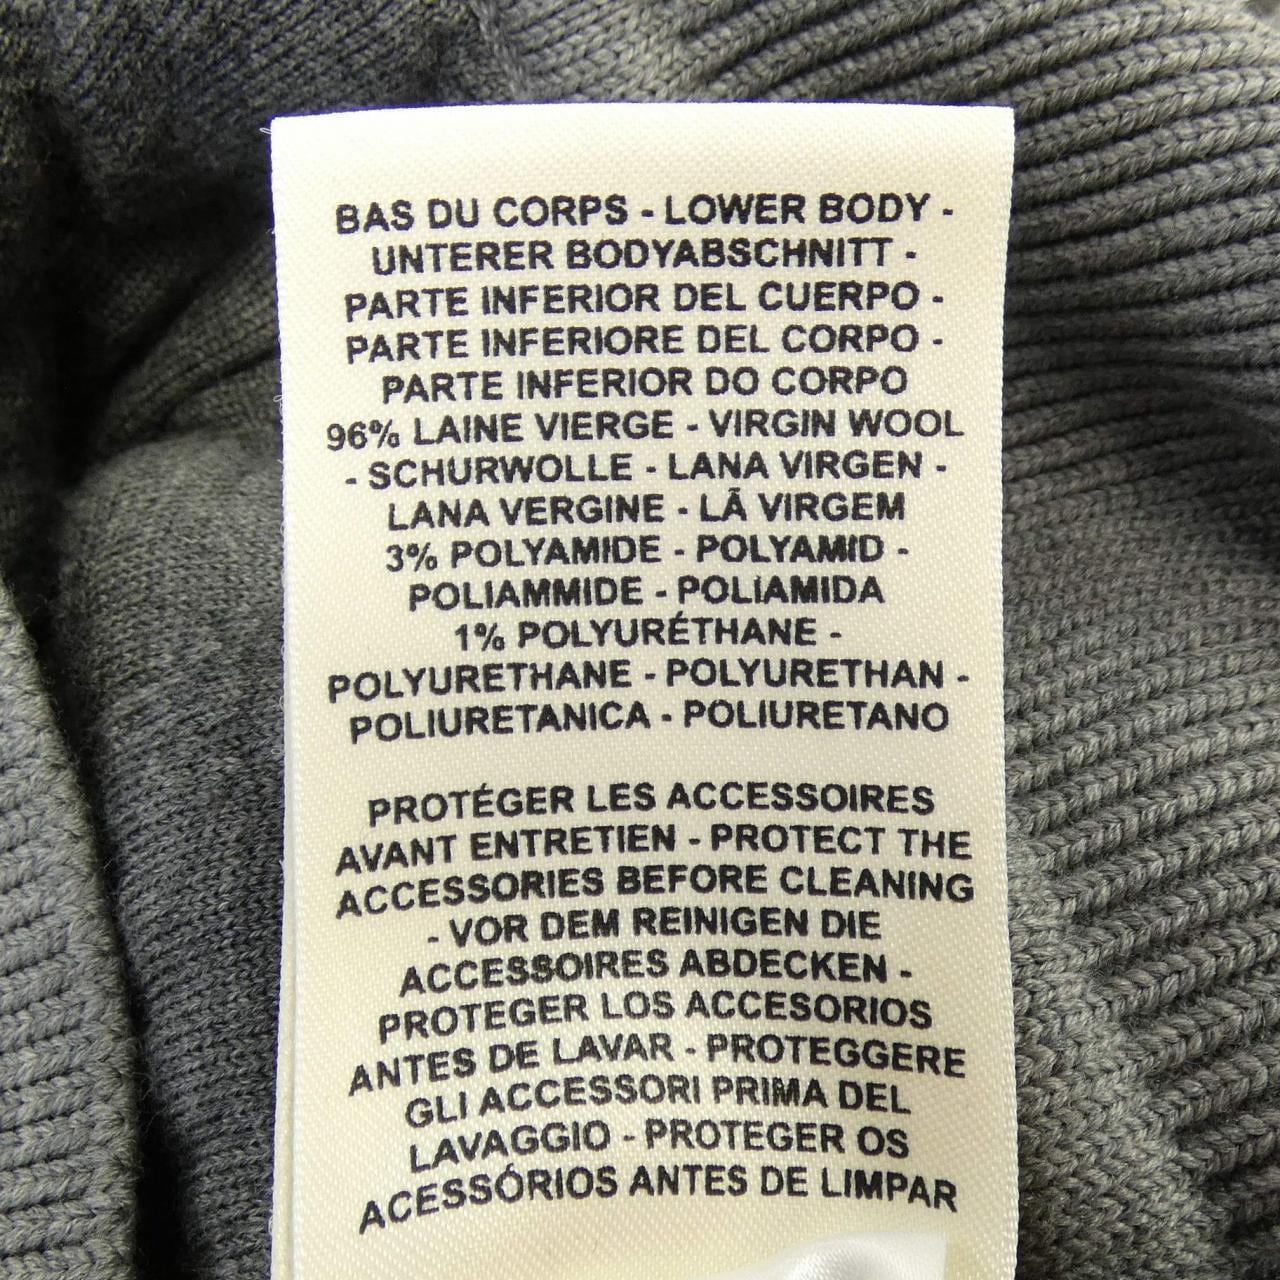 BAS DU CORPS - LOWER BODY -
UNTERER BODYABSCHNITT -
PARTE INFERIOR DEL CUERPO -
PARTE INFERIORE DEL CORPO -
PARTE INFERIOR DO CORPO
96% LAINE VIERGE - VIRGIN WOOL
- SCHURWOLLE - LANA VIRGEN -
LANA VERGINE - LÃ VIRGEM
3% POLYAMIDE - POLYAMID -
POLIAMMIDE - POLIAMIDA
1% POLYURÉTHANE -
POLYURETHANE - POLYURETHAN -
POLIURETANICA - POLIURETANO
PROTÉGER LES ACCESSOIRES
AVANT ENTRETIEN - PROTECT THE
ACCESSORIES BEFORE CLEANING
- VOR DEM REINIGEN DIE
ACCESSOIRES ABDECKEN -
PROTEGER LOS ACCESORIOS
ANTES DE LAVAR - PROTEGGERE
GLI ACCESSORI PRIMA DEL
LAVAGGIO - PROTEGER OS
ACESSÓRIOS ANTES DE LIMPAR